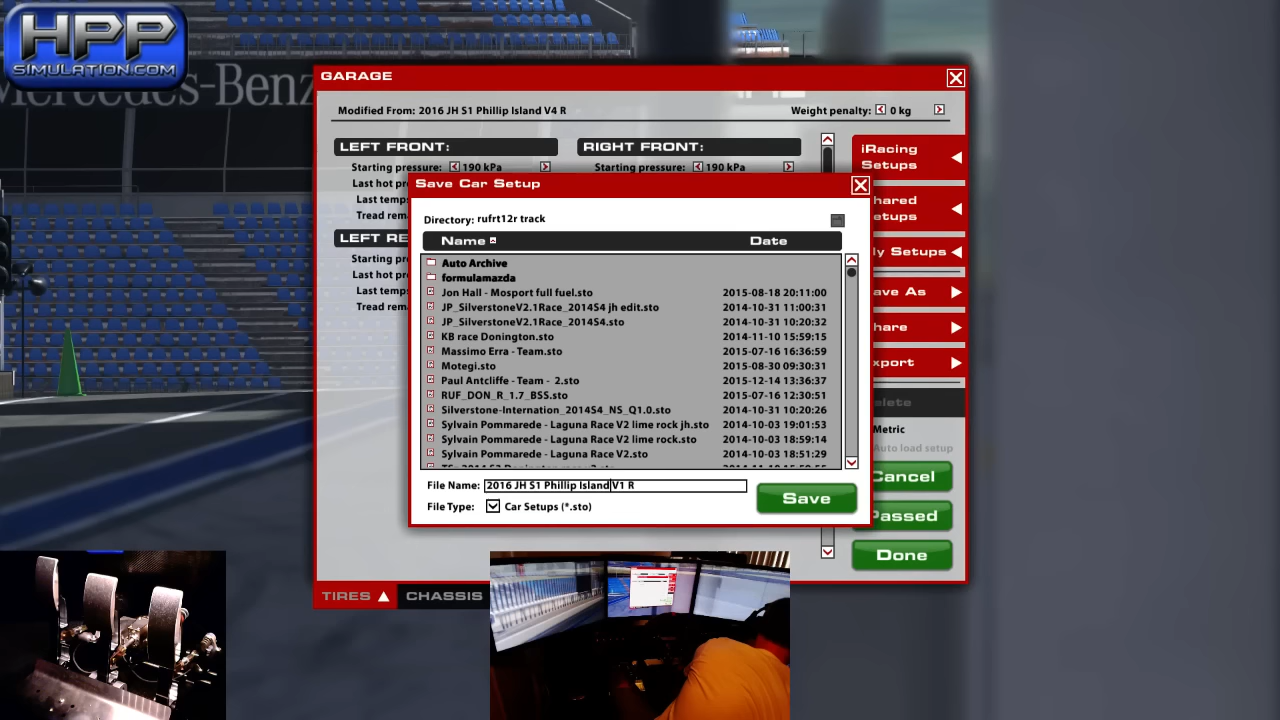 HPP
SIMULATION.COM
Mercedes-Benz
GARAGE
Modified From: 2016 JH S1 Phillip Island V4 R
Weight penalty: 0 kg
LEFT FRONT:
RIGHT FRONT:
Starting pressure: 190 kPa
Starting pressure: 190 kPa
Last hot pr
Last temps
Tread rem
LEFT RE
Starting pr
Last hot pr
Last temps
Tread rem
iRacing
Setups
hared
etups
y Setups
ave As
hare
xport
elete
Metric
Auto load setup
Cancel
Passed
Done
Save Car Setup
Directory: rufrt12r track
Name Date
Auto Archive
formulamazda
Jon Hall - Mosport full fuel.sto 2015-08-18 20:11:00
JP_SilverstoneV2.1Race_2014S4 jh edit.sto 2014-10-31 11:00:31
JP_SilverstoneV2.1Race_2014S4.sto 2014-10-31 10:20:32
KB race Donington.sto 2014-11-10 15:59:15
Massimo Erra - Team.sto 2015-07-16 16:36:59
Motegi.sto 2015-08-30 09:30:31
Paul Antcliffe - Team - 2.sto 2015-12-14 13:36:37
RUF_DON_R_1.7_BSS.sto 2015-07-16 12:30:51
Silverstone-Internation_2014S4_NS_Q1.0.sto 2014-10-31 10:20:26
Sylvain Pommarede - Laguna Race V2 lime rock jh.sto 2014-10-03 19:01:53
Sylvain Pommarede - Laguna Race V2 lime rock.sto 2014-10-03 18:59:14
Sylvain Pommarede - Laguna Race V2.sto 2014-10-03 18:51:29
File Name: 2016 JH S1 Phillip Island V1 R
File Type: Car Setups (*.sto)
Save
TIRES
CHASSIS